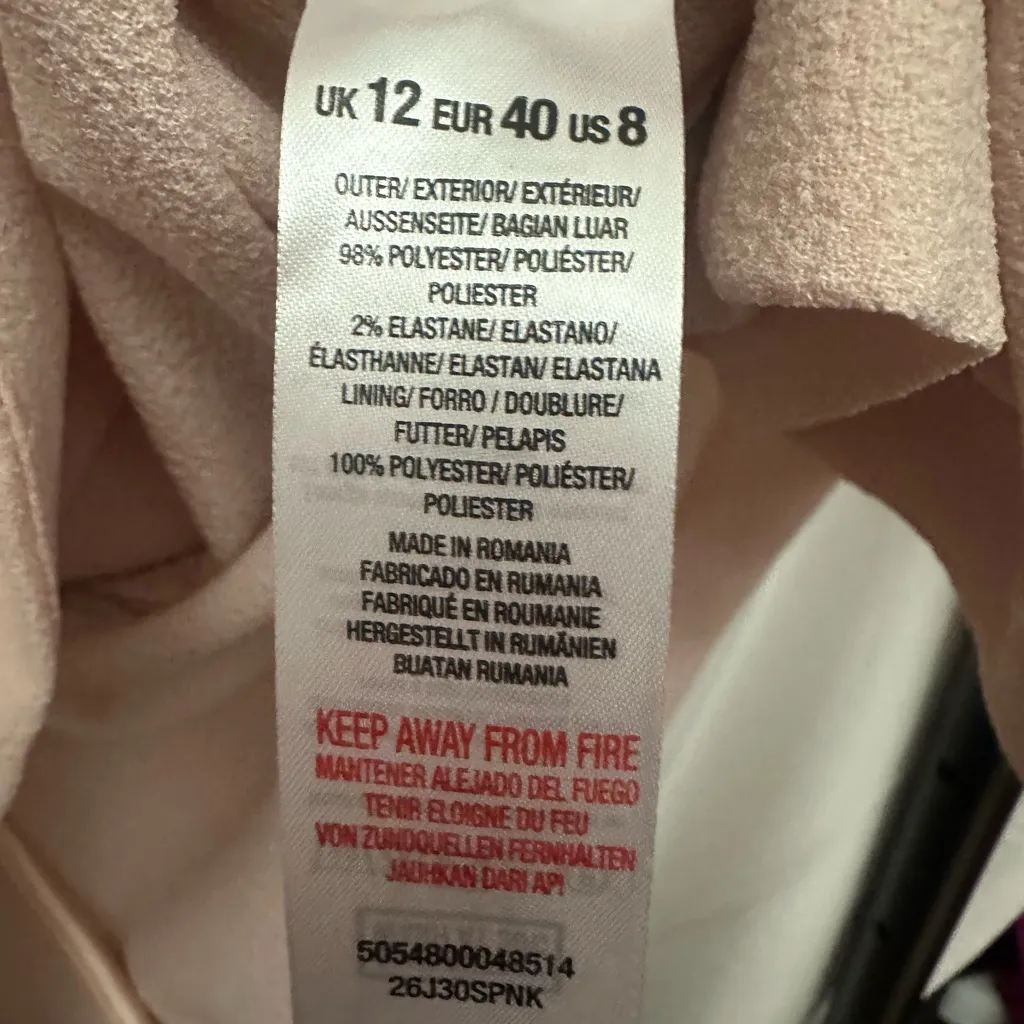 UK 12 EUR 40 US 8
OUTER/ EXTERIOR/ EXTÉRIEUR/
AUSSENSEITE/ BAGIAN LUAR
98% POLYESTER/ POLIÉSTER/
POLIESTER
2% ELASTANE/ ELASTANO/
ÉLASTHANNE/ ELASTAN/ ELASTANA
LINING/ FORRO / DOUBLURE/
FUTTER/ PELAPIS
100% POLYESTER/ POLIÉSTER/
POLIESTER
MADE IN ROMANIA
FABRICADO EN RUMANIA
FABRIQUÉ EN ROUMANIE
HERGESTELLT IN RUMÄNIEN
BUATAN RUMANIA
KEEP AWAY FROM FIRE
MANTENER ALEJADO DEL FUEGO
TENIR ELOIGNE DU FEU
VON ZUNDQUELLEN FERNHALTEN
JAUHKAN DARI API
5054800048514
26J30SPNK